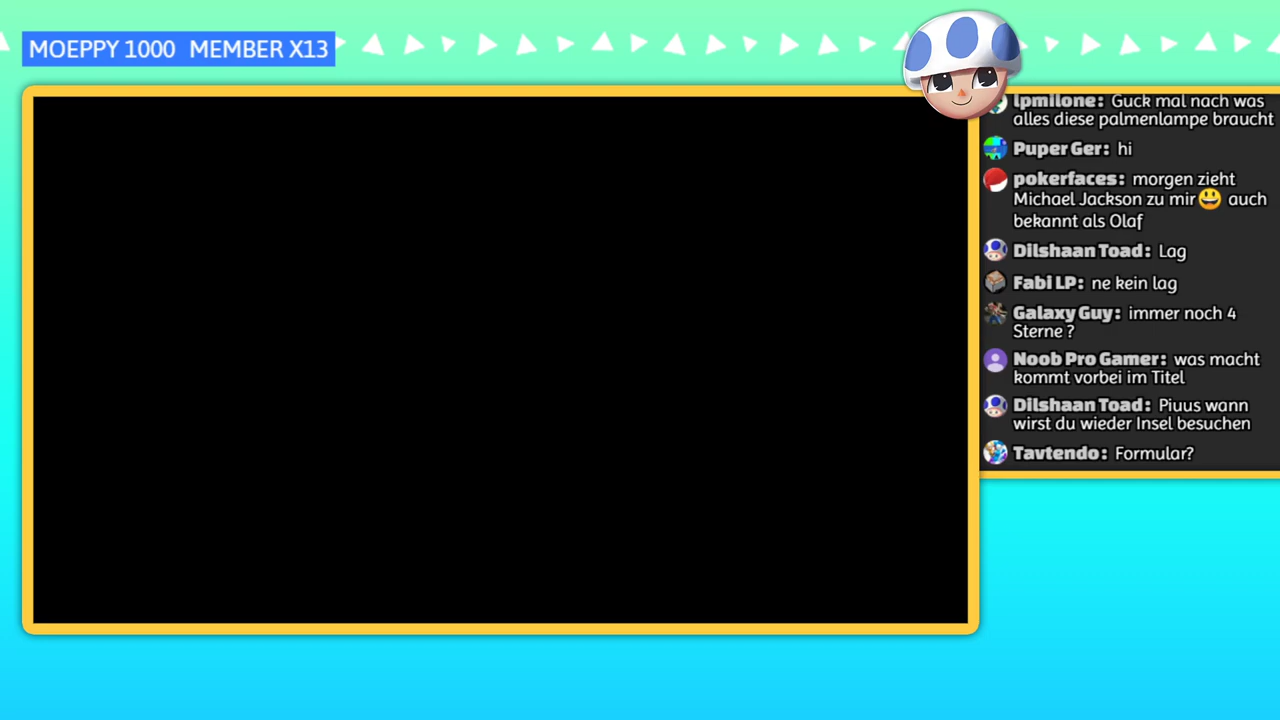 MOEPPY 1000 MEMBER X13
lpmilone: Guck mal nach was
alles diese palmenlampe braucht
Puper Ger: hi
pokerfaces: morgen zieht
Michael Jackson zu mir😃 auch
bekannt als Olaf
Dilshaan Toad: Lag
Fabi LP: ne kein lag
Galaxy Guy: immer noch 4
Sterne ?
Noob Pro Gamer: was macht
kommt vorbei im Titel
Dilshaan Toad: Piuus wann
wirst du wieder Insel besuchen
Tavtendo: Formular?